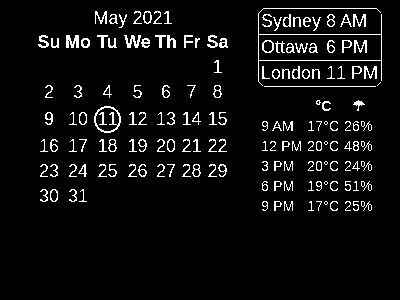 May 2021
Su Mo Tu We Th Fr Sa
1
2 3 4 5 6 7 8
9 10 11 12 13 14 15
16 17 18 19 20 21 22
23 24 25 26 27 28 29
30 31
Sydney 8 AM
Ottawa 6 PM
London 11 PM
°C ☂
9 AM 17°C 26%
12 PM 20°C 48%
3 PM 20°C 24%
6 PM 19°C 51%
9 PM 17°C 25%